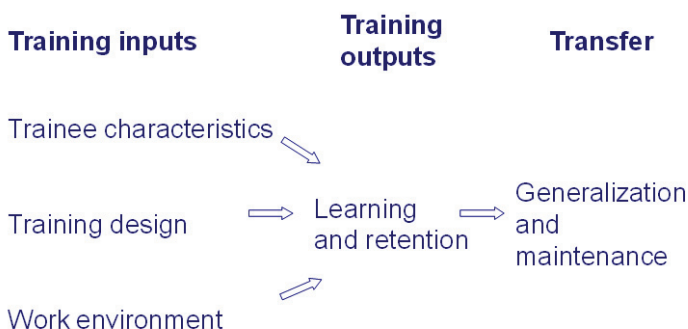 Training inputs
Training
outputs
Transfer
Trainee characteristics
Training design
Learning
and retention
Generalization
and
maintenance
Work environment